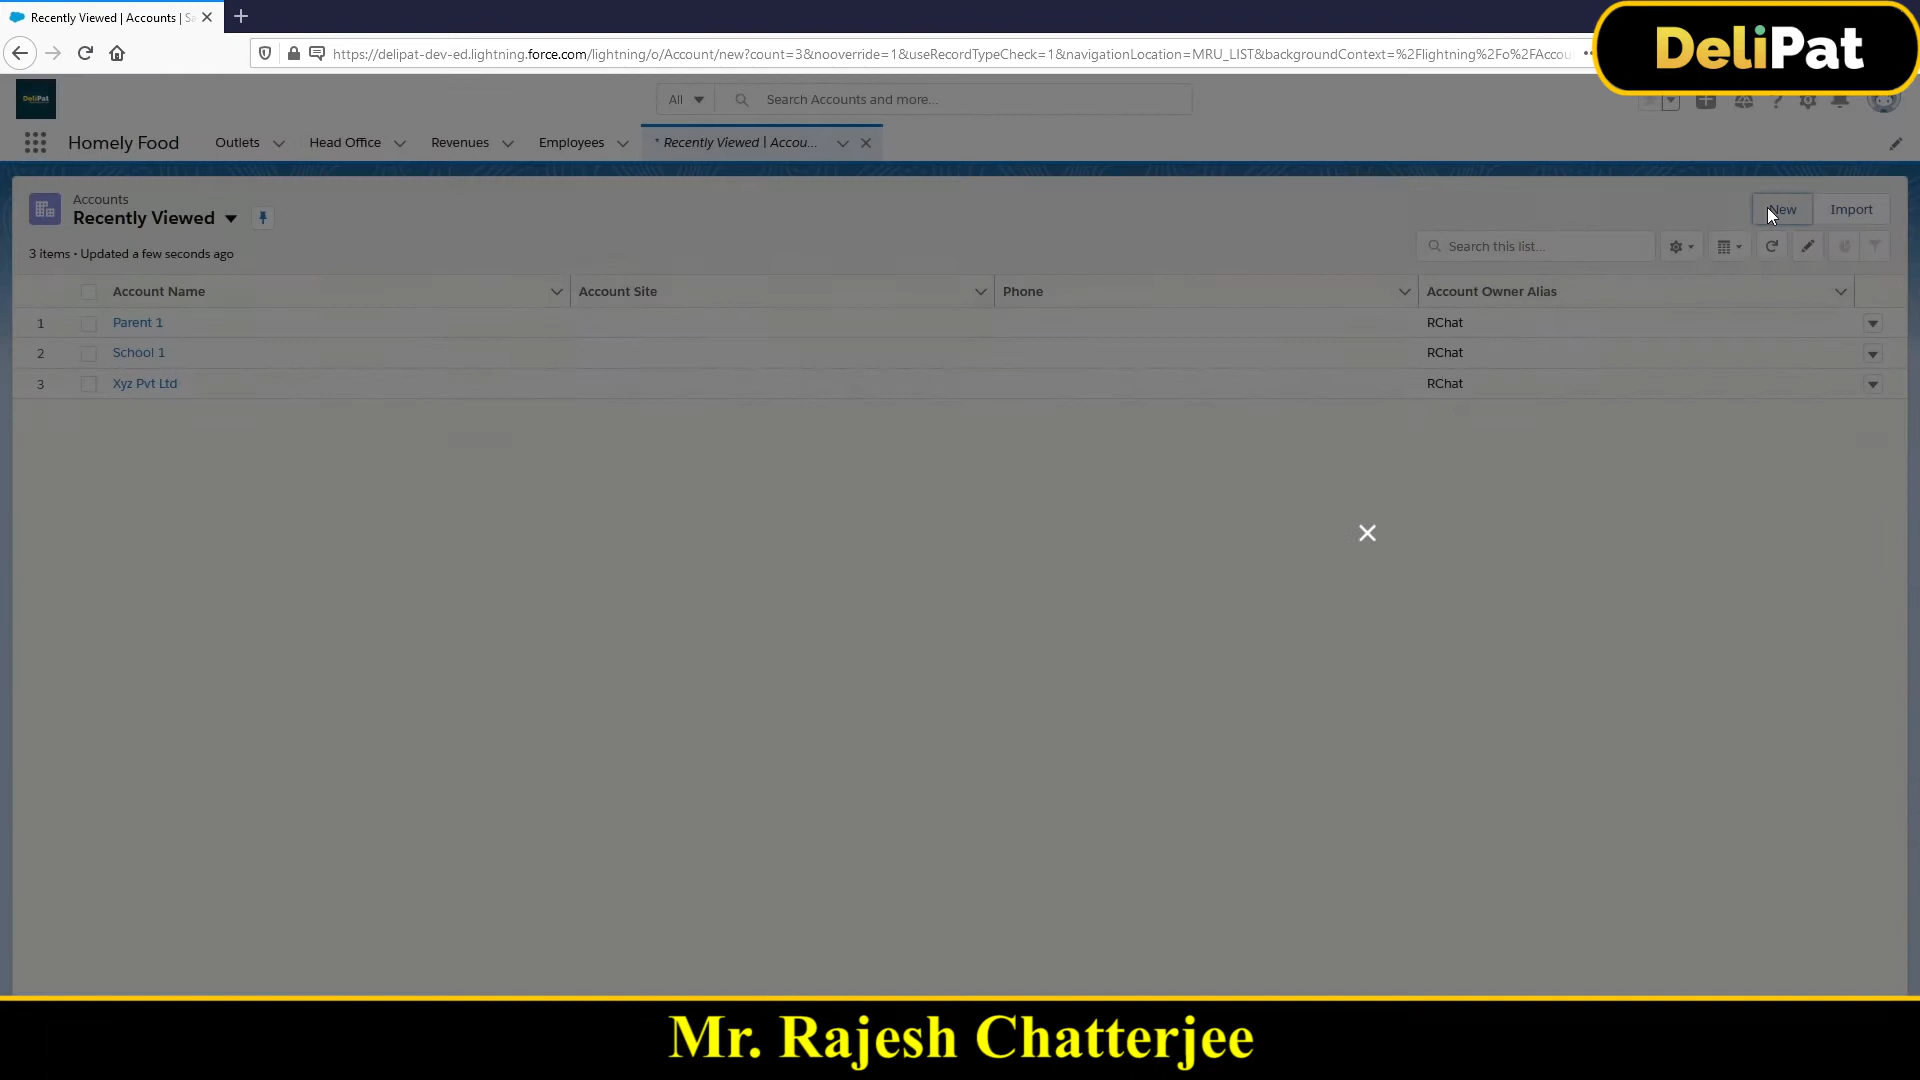 Recently Viewed | Accounts | Sa
https://delipat-dev-ed.lightning.force.com/lightning/o/Account/new?count=3&nooverride=1&useRecordTypeCheck=1&navigationLocation=MRU_LIST&backgroundContext=%2Flightning%2Fo%2FAccou
DeliPat
DeliPat
All
Search Accounts and more...
Homely Food
Outlets
Head Office
Revenues
Employees
* Recently Viewed | Accou...
Accounts
Recently Viewed
New
Import
3 items • Updated a few seconds ago
Search this list...
Account Name
Account Site
Phone
Account Owner Alias
1 Parent 1 RChat
2 School 1 RChat
3 Xyz Pvt Ltd RChat
Mr. Rajesh Chatterjee